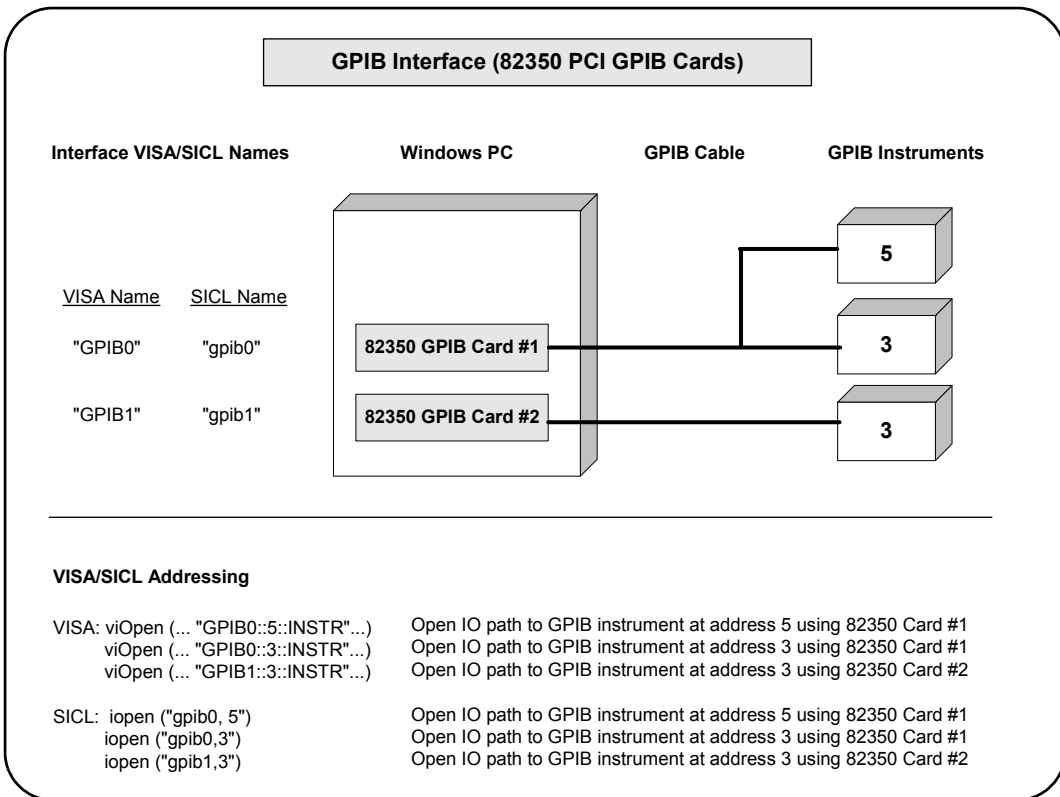 GPIB Interface (82350 PCI GPIB Cards)
Interface VISA/SICL Names Windows PC GPIB Cable GPIB Instruments
5
VISA Name SICL Name
"GPIB0" "gpib0" 82350 GPIB Card #1 3
"GPIB1" "gpib1" 82350 GPIB Card #2 3
VISA/SICL Addressing
VISA: viOpen (... "GPIB0::5::INSTR"...) Open IO path to GPIB instrument at address 5 using 82350 Card #1
viOpen (... "GPIB0::3::INSTR"...) Open IO path to GPIB instrument at address 3 using 82350 Card #1
viOpen (... "GPIB1::3::INSTR"...) Open IO path to GPIB instrument at address 3 using 82350 Card #2
SICL: iopen ("gpib0, 5") Open IO path to GPIB instrument at address 5 using 82350 Card #1
iopen ("gpib0,3") Open IO path to GPIB instrument at address 3 using 82350 Card #1
iopen ("gpib1,3") Open IO path to GPIB instrument at address 3 using 82350 Card #2